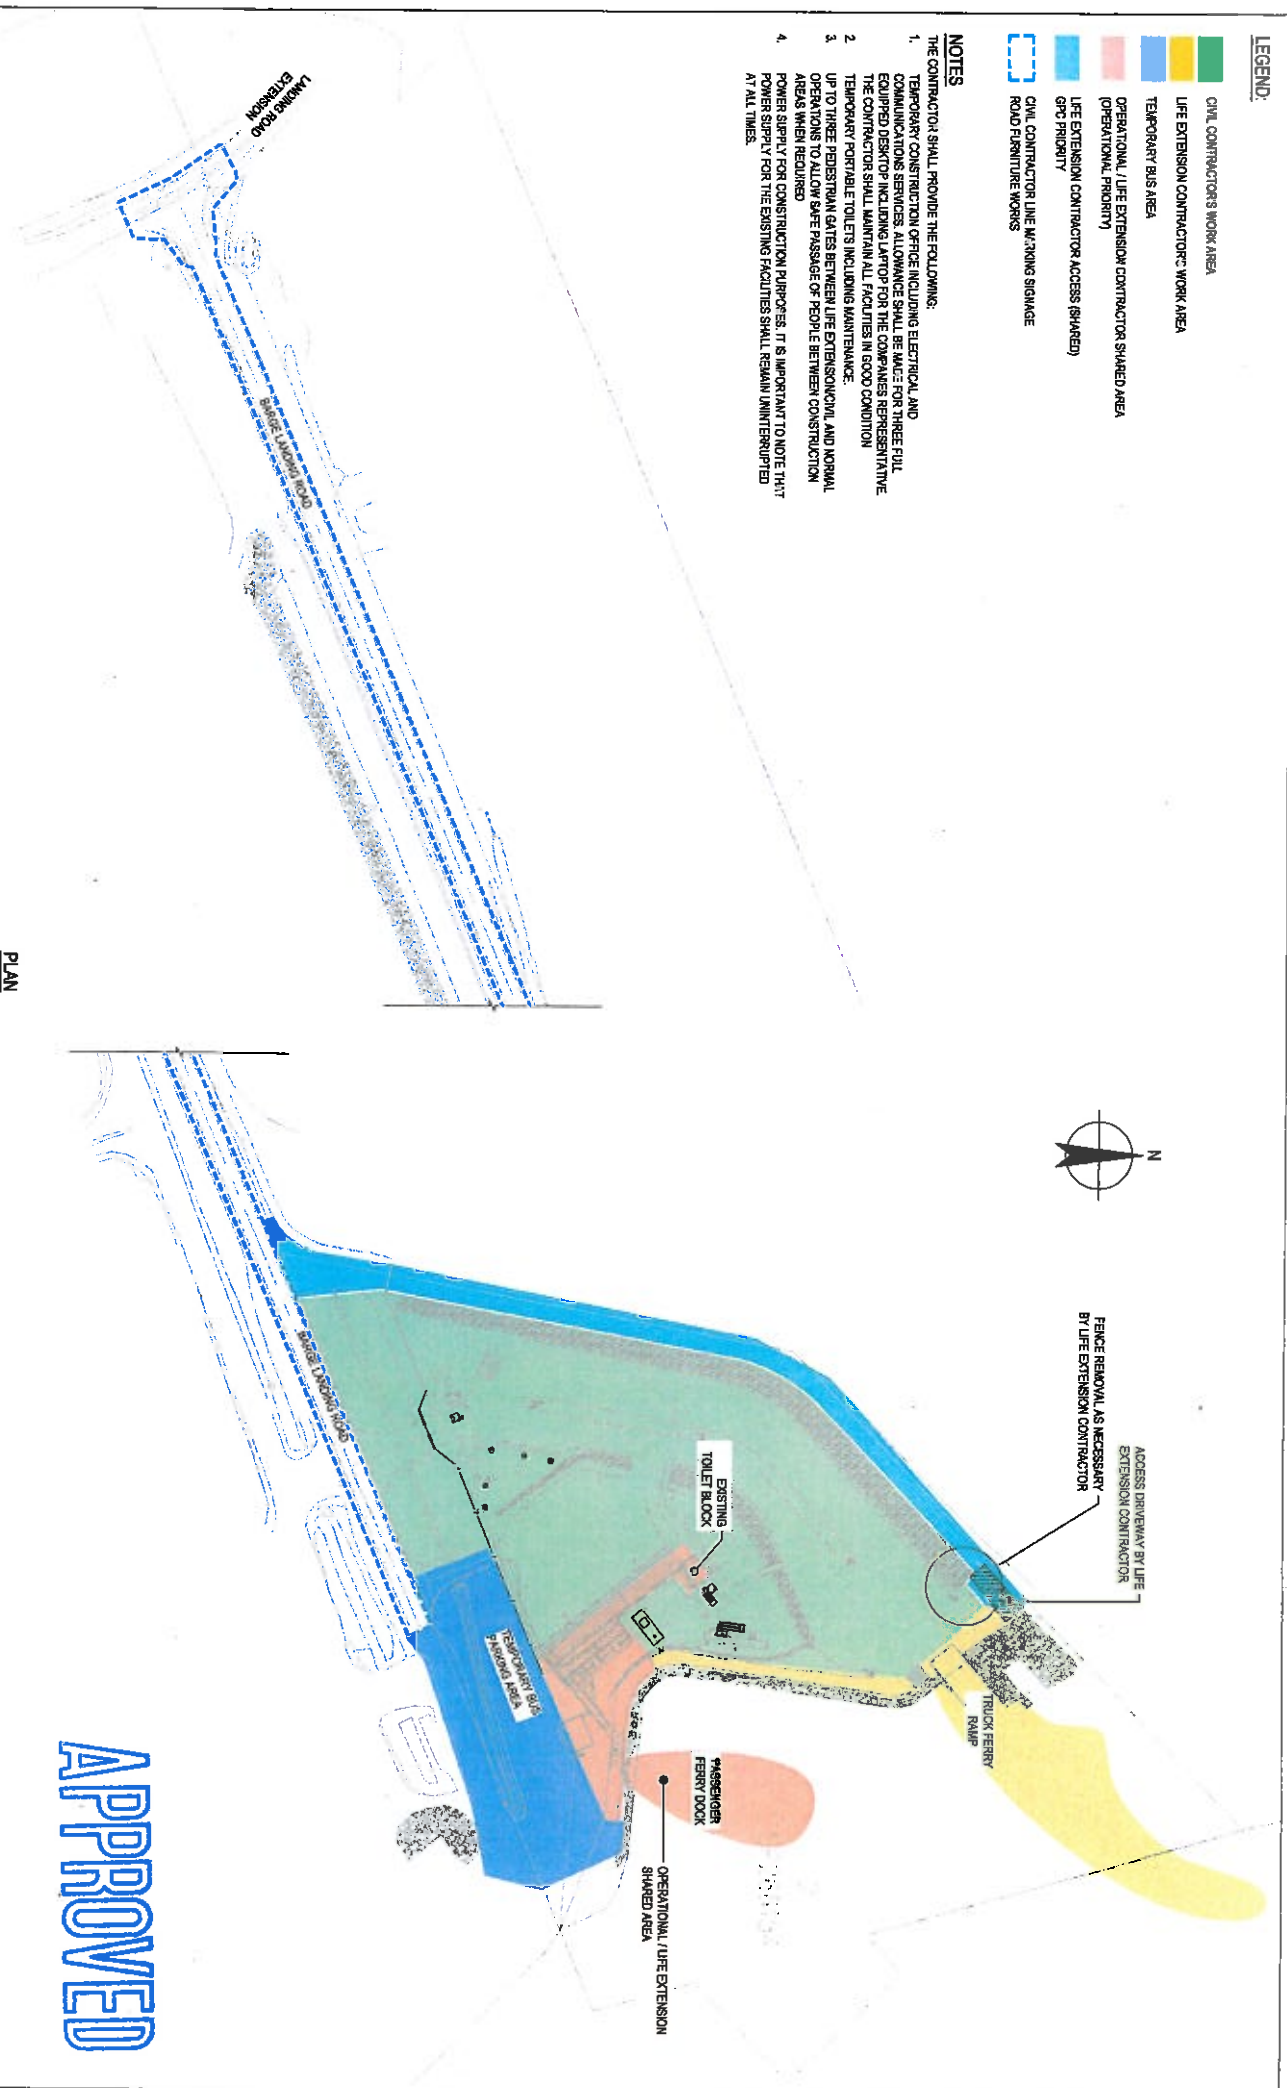 LEGEND:
CIVIL CONTRACTOR'S WORK AREA
LIFE EXTENSION CONTRACTOR'S WORK AREA
TEMPORARY BUS AREA
OPERATIONAL / LIFE EXTENSION CONTRACTOR SHARED AREA
(OPERATIONAL PRIORITY)
LIFE EXTENSION CONTRACTOR ACCESS (SHARED)
GPC PRIORITY
CIVIL CONTRACTOR LINE MARKING SIGNAGE
ROAD FURNITURE WORKS
NOTES
THE CONTRACTOR SHALL PROVIDE THE FOLLOWING:
1. TEMPORARY CONSTRUCTION OFFICE INCLUDING ELECTRICAL AND
COMMUNICATIONS SERVICES. ALLOWANCE SHALL BE MADE FOR THREE FULL
EQUIPPED DESKTOP INCLUDING LAPTOP FOR THE COMPANIES REPRESENTATIVE
THE CONTRACTOR SHALL MAINTAIN ALL FACILITIES IN GOOD CONDITION
2. TEMPORARY PORTABLE TOILETS INCLUDING MAINTENANCE.
3. UP TO THREE PEDESTRIAN GATES BETWEEN LIFE EXTENSION/CIVIL AND NORMAL
OPERATIONS TO ALLOW SAFE PASSAGE OF PEOPLE BETWEEN CONSTRUCTION
AREAS WHEN REQUIRED
4. POWER SUPPLY FOR CONSTRUCTION PURPOSES. IT IS IMPORTANT TO NOTE THAT
POWER SUPPLY FOR THE EXISTING FACILITIES SHALL REMAIN UNINTERRUPTED
AT ALL TIMES.
LANDING ROAD
EXTENSION
BARGE LANDING ROAD
PLAN
N
ACCESS DRIVEWAY BY LIFE
EXTENSION CONTRACTOR
FENCE REMOVAL AS NECESSARY
BY LIFE EXTENSION CONTRACTOR
EXISTING
TOILET BLOCK
TRUCK FERRY
RAMP
PASSENGER
FERRY DOCK
OPERATIONAL / LIFE EXTENSION
SHARED AREA
TEMPORARY BUS
PARKING AREA
BARGE LANDING ROAD
APPROVED